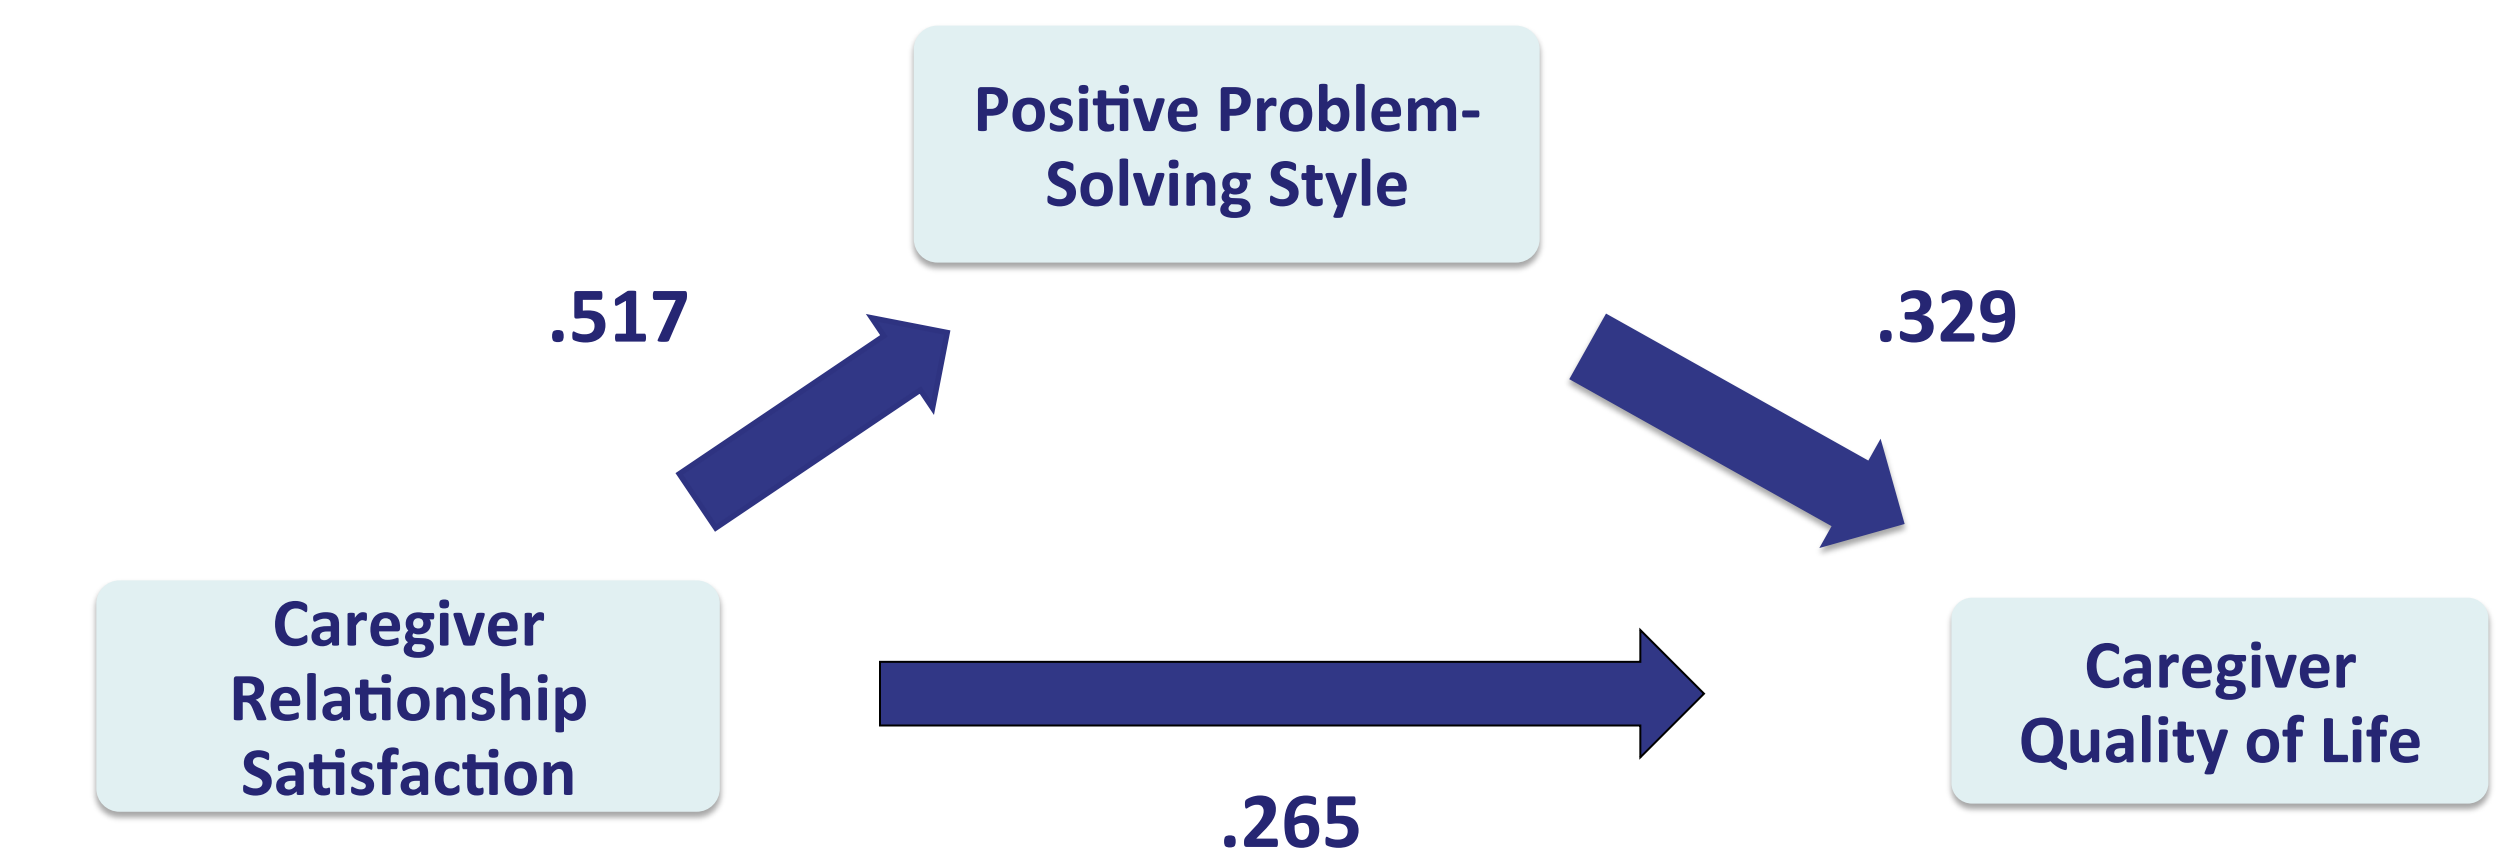 Positive Problem-
Solving Style
.517
.329
Caregiver
Relationship
Satisfaction
Caregiver
Quality of Life
.265